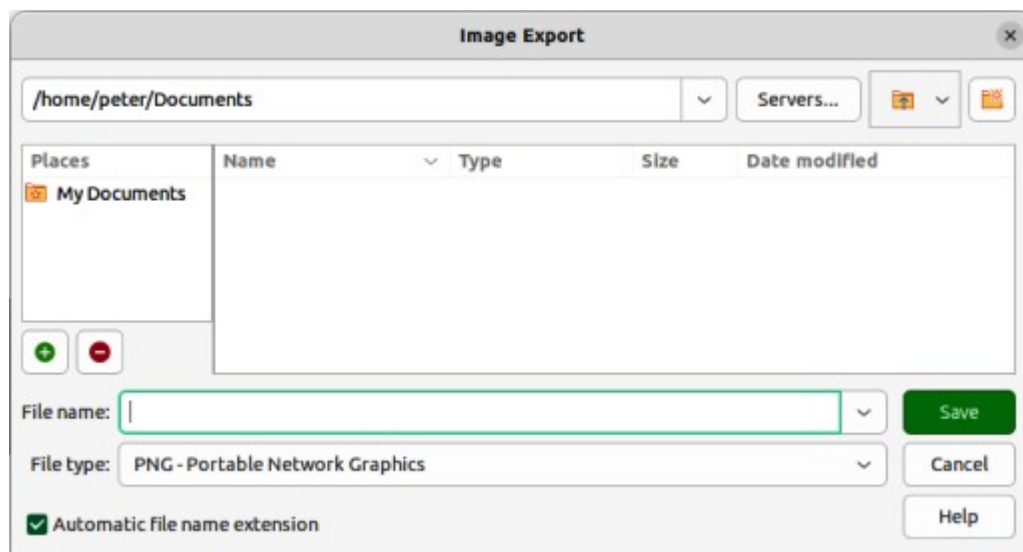 Image Export
/home/peter/Documents
Servers...
Places
Name
Type
Size
Date modified
My Documents
File name:
Save
File type:
PNG - Portable Network Graphics
Cancel
Automatic file name extension
Help